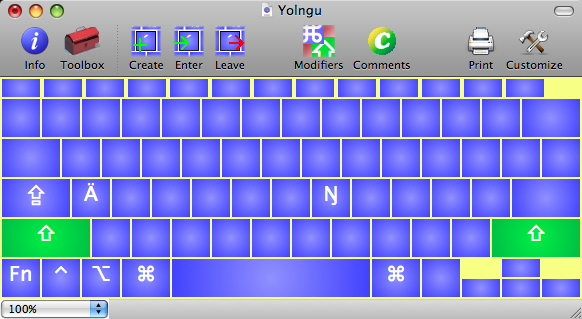 Yolngu
Info Toolbox Create Enter Leave Modifiers Comments Print Customize
⇪ Ä Ŋ
⇧ ⇧
Fn ^ ⌥ ⌘ ⌘
100%